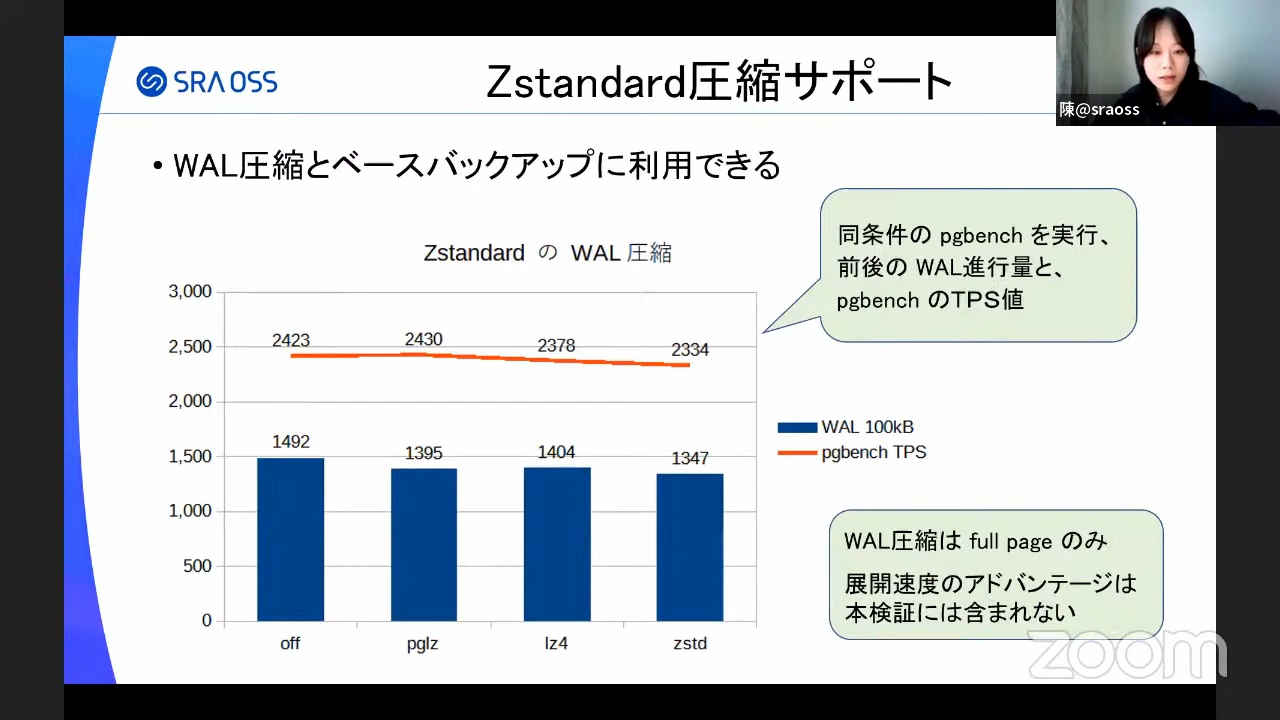 SRA OSS
Zstandard圧縮サポート
陳@sraoss
• WAL圧縮とベースバックアップに利用できる
同条件の pgbench を実行、
前後の WAL進行量と、
pgbench のTPS値
Zstandard の WAL 圧縮
3,000
2,500
2,000
1,500
1,000
500
0
2423
2430
2378
2334
1492
1395
1404
1347
off
pglz
lz4
zstd
WAL 100kB
pgbench TPS
WAL圧縮は full page のみ
展開速度のアドバンテージは
本検証には含まれない
zoom